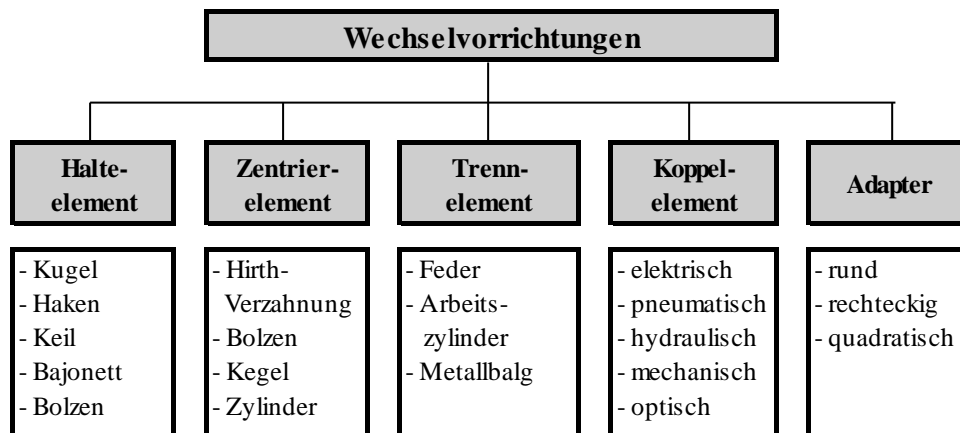 Wechselvorrichtungen
Halte-
element
Zentrier-
element
Trenn-
element
Koppel-
element
Adapter
- Kugel
- Haken
- Keil
- Bajonett
- Bolzen
- Hirth-
Verzahnung
- Bolzen
- Kegel
- Zylinder
- Feder
- Arbeits-
zylinder
- Metallbalg
- elektrisch
- pneumatisch
- hydraulisch
- mechanisch
- optisch
- rund
- rechteckig
- quadratisch